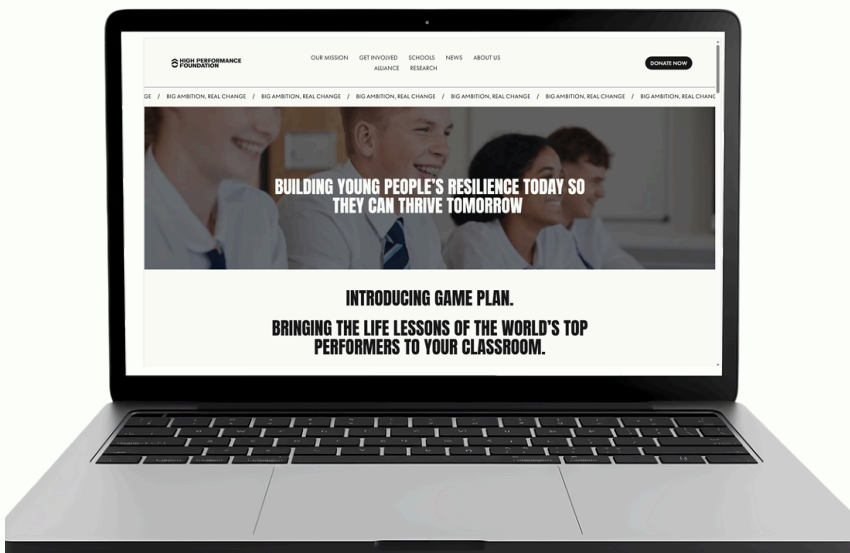 HIGH PERFORMANCE
FOUNDATION
OUR MISSION GET INVOLVED SCHOOLS NEWS ABOUT US
ALLIANCE RESEARCH
DONATE NOW
GE / BIG AMBITION, REAL CHANGE / BIG AMBITION, REAL CHANGE / BIG AMBITION, REAL CHANGE / BIG AMBITION, REAL CHANGE / BIG AMBITION, REAL CHANGE / BIG AMBITION, REAL CHANC
BUILDING YOUNG PEOPLE'S RESILIENCE TODAY SO
THEY CAN THRIVE TOMORROW
INTRODUCING GAME PLAN.
BRINGING THE LIFE LESSONS OF THE WORLD'S TOP
PERFORMERS TO YOUR CLASSROOM.